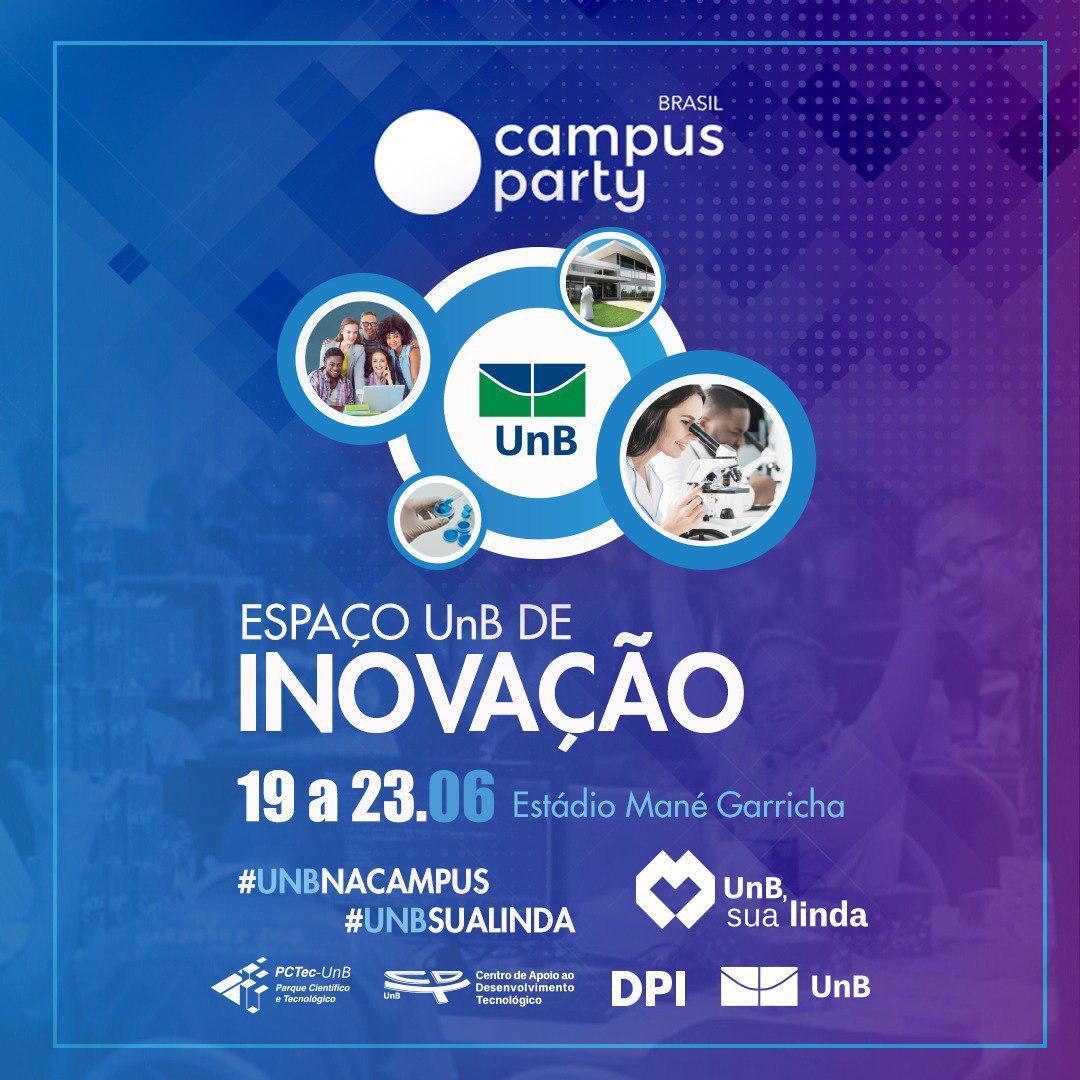 BRASIL
campus
party
UnB
ESPAÇO UnB DE
INOVAÇÃO
19 a 23.06 Estádio Mané Garricha
#UNBNACAMPUS
#UNBSUALINDA
UnB,
sua linda
PCTec-UnB
Parque Científico
e Tecnológico
UnB
Centro de Apoio ao
Desenvolvimento
Tecnológico
DPI
UnB